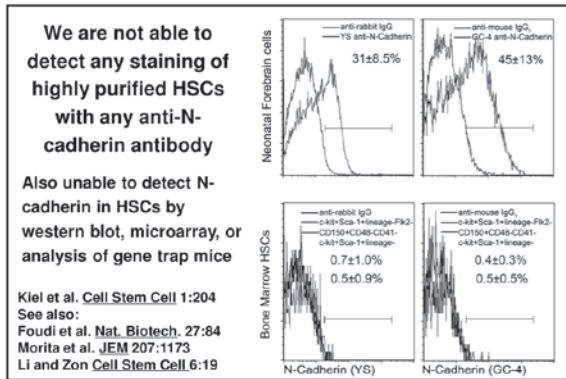 We are not able to
detect any staining of
highly purified HSCs
with any anti-N-
cadherin antibody
Also unable to detect N-
cadherin in HSCs by
western blot, microarray, or
analysis of gene trap mice
Kiel et al. Cell Stem Cell 1:204
See also:
Foudi et al. Nat. Biotech. 27:84
Morita et al. JEM 207:1173
Li and Zon Cell Stem Cell 6:19
Neonatal Forebrain cells
anti-rabbit IgG
YS anti-N-Cadherin
31±8.5%
anti-mouse IgG₁
GC-4 anti-N-Cadherin
45±13%
Bone Marrow HSCs
anti-rabbit IgG
c-kit+Sca-1+lineage-Flk2-
CD150+CD48-CD41-
c-kit+Sca-1+lineage-
0.7±1.0%
0.5±0.9%
N-Cadherin (YS)
anti-mouse IgG₁
c-kit+Sca-1+lineage-Flk2-
CD150+CD48-CD41-
c-kit+Sca-1+lineage-
0.4±0.3%
0.5±0.5%
N-Cadherin (GC-4)